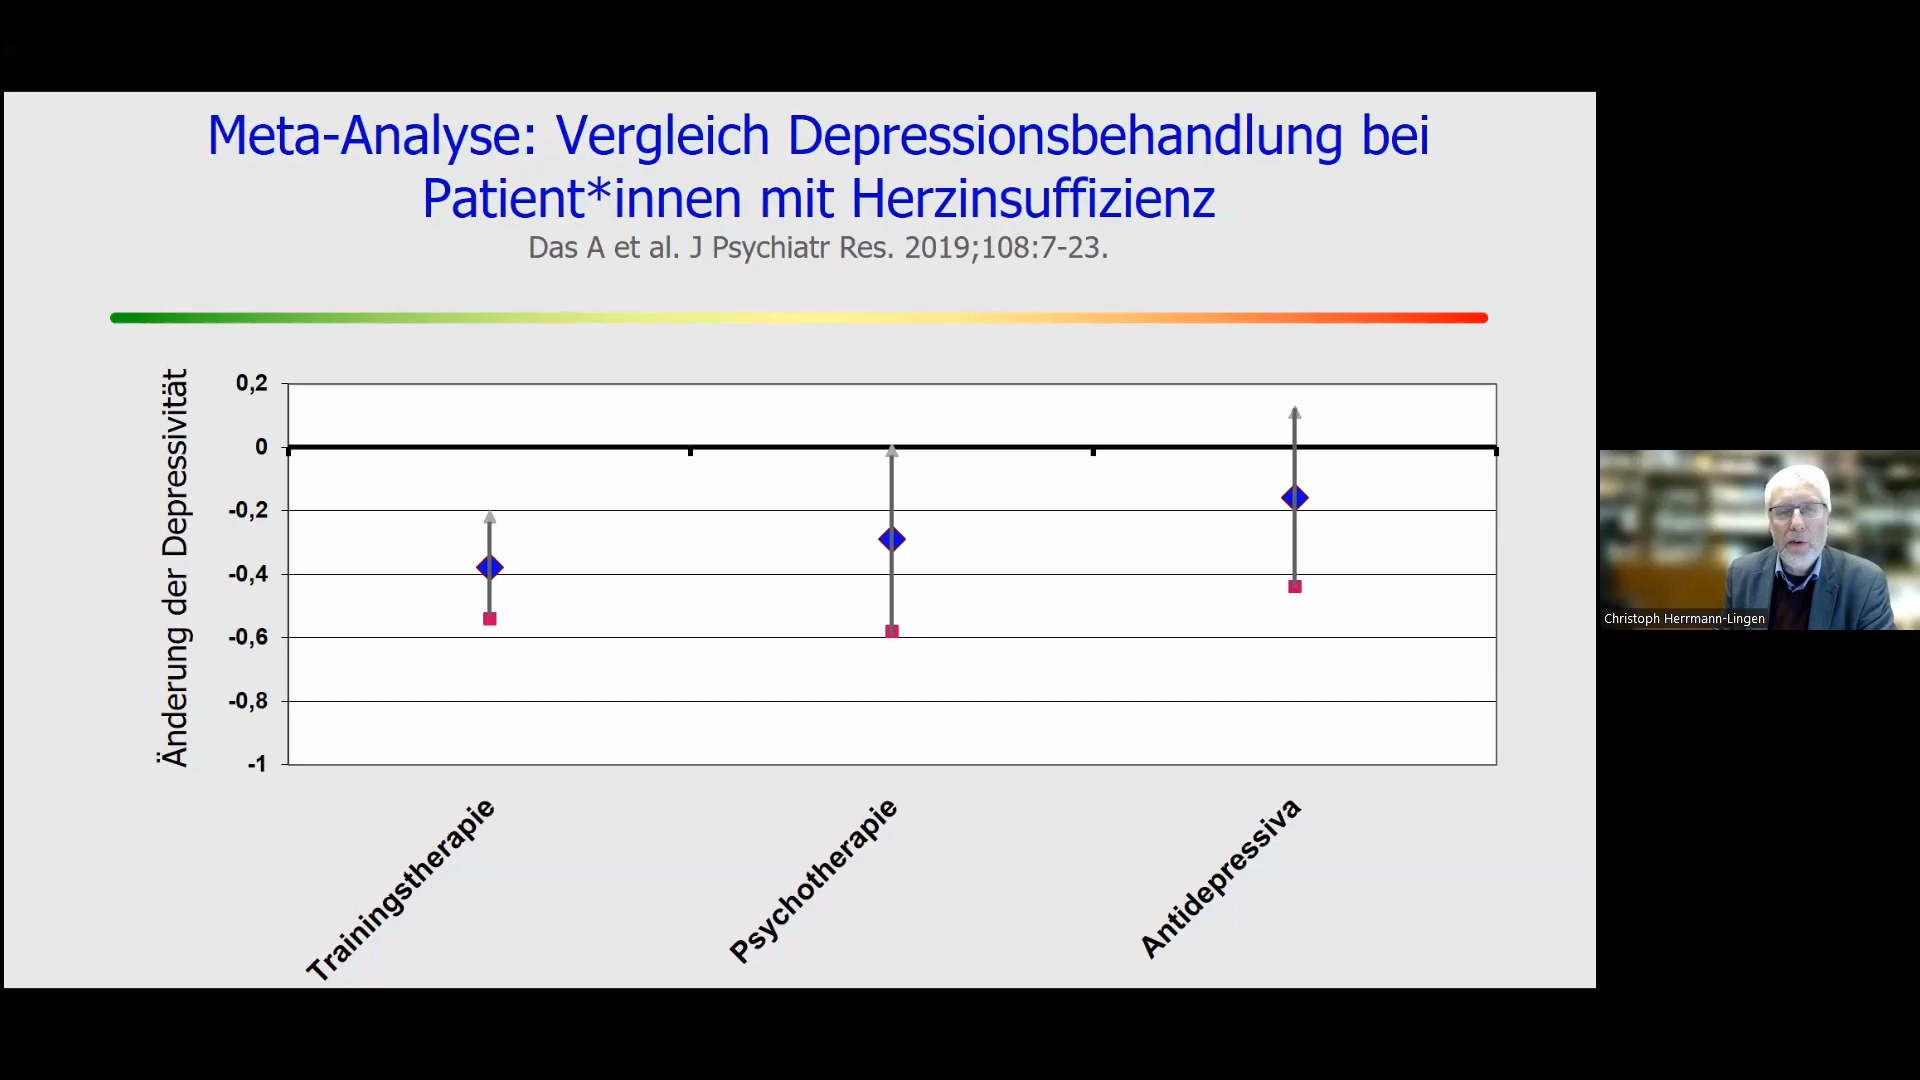 Meta-Analyse: Vergleich Depressionsbehandlung bei
Patient*innen mit Herzinsuffizienz
Das A et al. J Psychiatr Res. 2019;108:7-23.
Änderung der Depressivität
0,2
0
-0,2
-0,4
-0,6
-0,8
-1
Trainingstherapie
Psychotherapie
Antidepressiva
Christoph Herrmann-Lingen